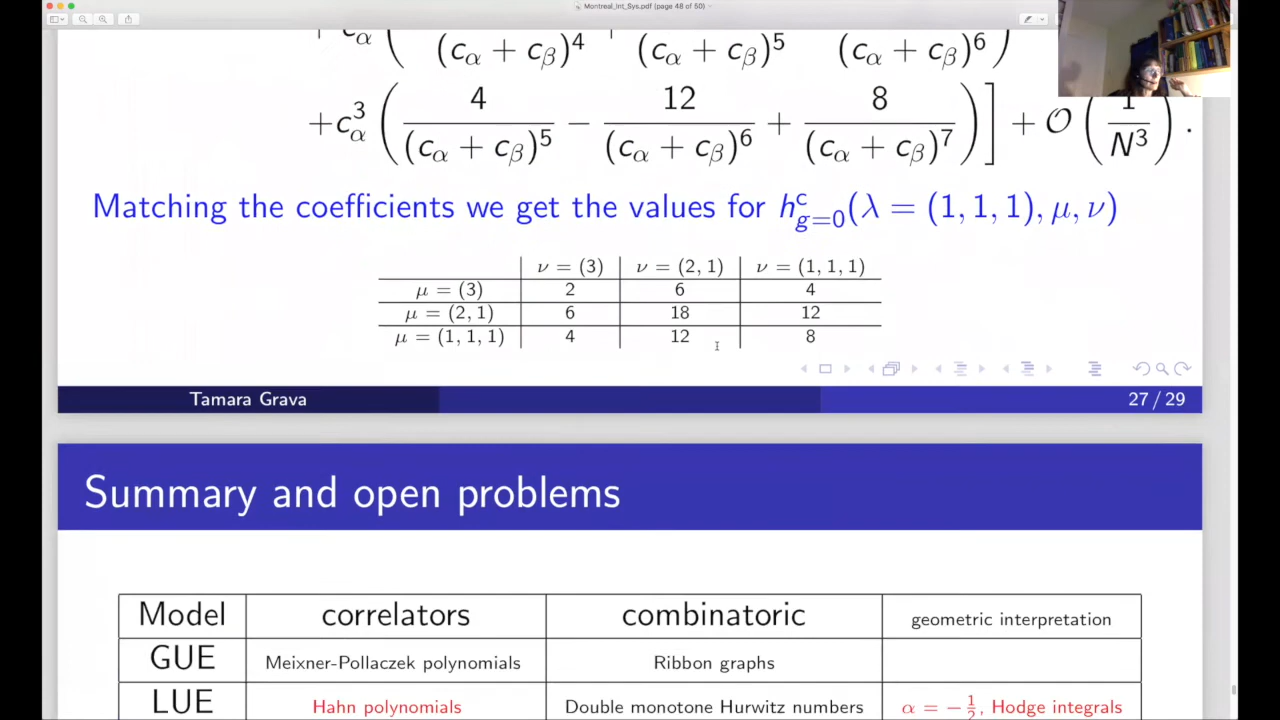 Montreal_Int_Sys.pdf (page 48 of 50)
+c_α ( (c_α + c_β)^4 + (c_α + c_β)^5 (c_α + c_β)^6 )
+c_α^3 ( 4/(c_α + c_β)^5 − 12/(c_α + c_β)^6 + 8/(c_α + c_β)^7 ) ] + O ( 1/N^3 ) .
Matching the coefficients we get the values for h^c_{g=0}(λ = (1, 1, 1), μ, ν)
ν = (3) ν = (2, 1) ν = (1, 1, 1)
μ = (3) 2 6 4
μ = (2, 1) 6 18 12
μ = (1, 1, 1) 4 12 8
Tamara Grava 27 / 29
Summary and open problems
Model correlators combinatoric geometric interpretation
GUE Meixner-Pollaczek polynomials Ribbon graphs
LUE Hahn polynomials Double monotone Hurwitz numbers α = −1/2, Hodge integrals